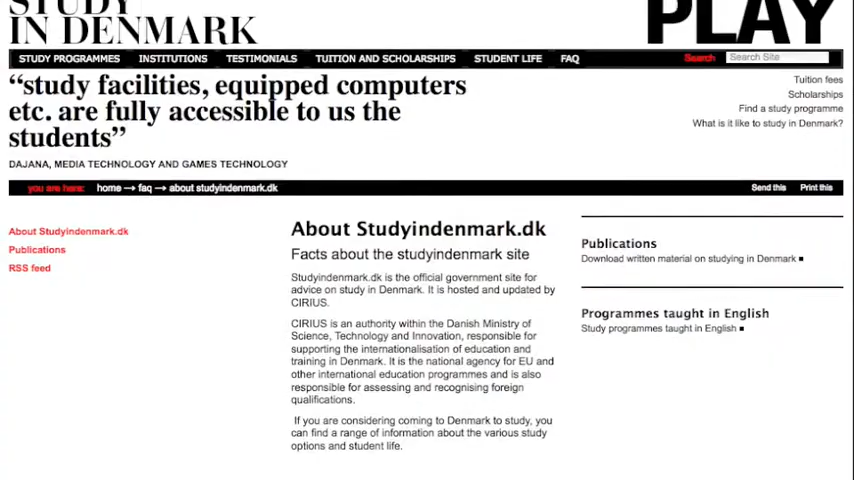 STUDY
IN DENMARK
PLAY
STUDY PROGRAMMES INSTITUTIONS TESTIMONIALS TUITION AND SCHOLARSHIPS STUDENT LIFE FAQ Search Search Site
“study facilities, equipped computers
etc. are fully accessible to us the
students”
DAJANA, MEDIA TECHNOLOGY AND GAMES TECHNOLOGY
Tuition fees
Scholarships
Find a study programme
What is it like to study in Denmark?
you are here: home → faq → about studyindenmark.dk Send this Print this
About Studyindenmark.dk
Publications
RSS feed
About Studyindenmark.dk
Facts about the studyindenmark site
Studyindenmark.dk is the official government site for
advice on study in Denmark. It is hosted and updated by
CIRIUS.
CIRIUS is an authority within the Danish Ministry of
Science, Technology and Innovation, responsible for
supporting the internationalisation of education and
training in Denmark. It is the national agency for EU and
other international education programmes and is also
responsible for assessing and recognising foreign
qualifications.
If you are considering coming to Denmark to study, you
can find a range of information about the various study
options and student life.
Publications
Download written material on studying in Denmark
Programmes taught in English
Study programmes taught in English